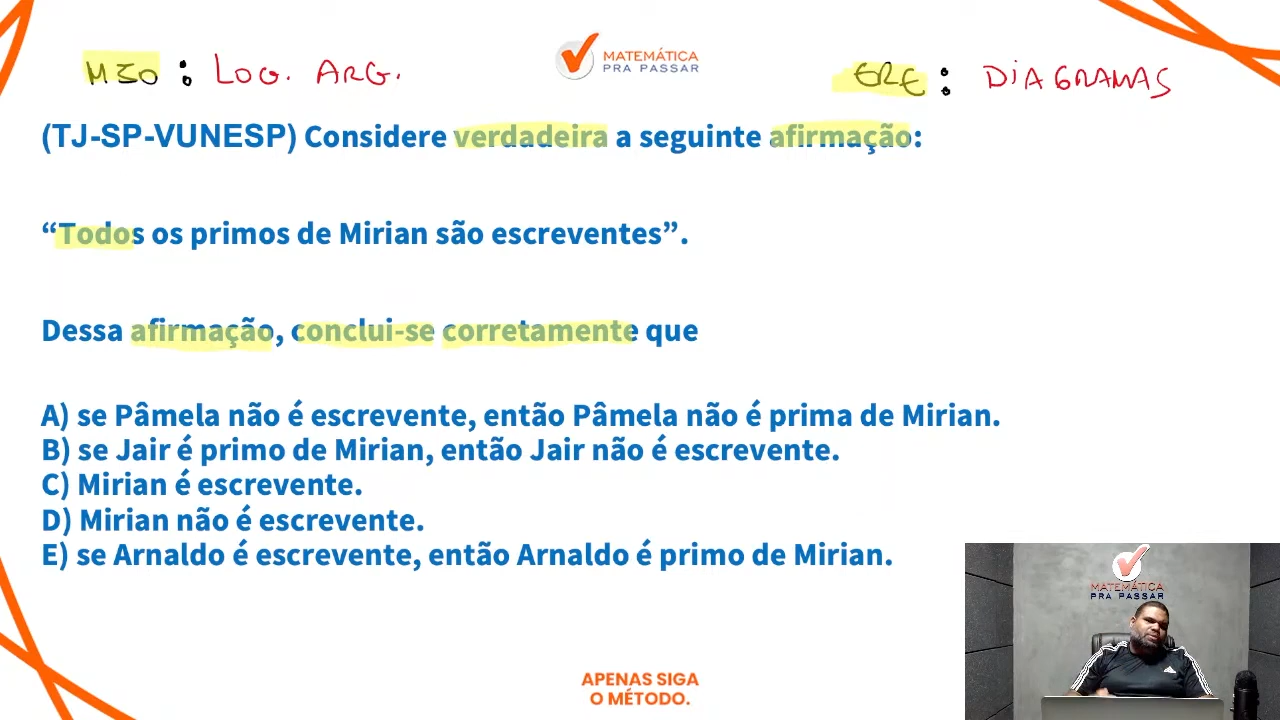 MSO : LOG. ARG.
MATEMÁTICA
PRA PASSAR
: DIAGRAMAS
(TJ-SP-VUNESP) Considere verdadeira a seguinte afirmação:
“Todos os primos de Mirian são escreventes”.
Dessa afirmação, conclui-se corretamente que
A) se Pâmela não é escrevente, então Pâmela não é prima de Mirian.
B) se Jair é primo de Mirian, então Jair não é escrevente.
C) Mirian é escrevente.
D) Mirian não é escrevente.
E) se Arnaldo é escrevente, então Arnaldo é primo de Mirian.
MATEMÁTICA
PRA PASSAR
APENAS SIGA
O MÉTODO.